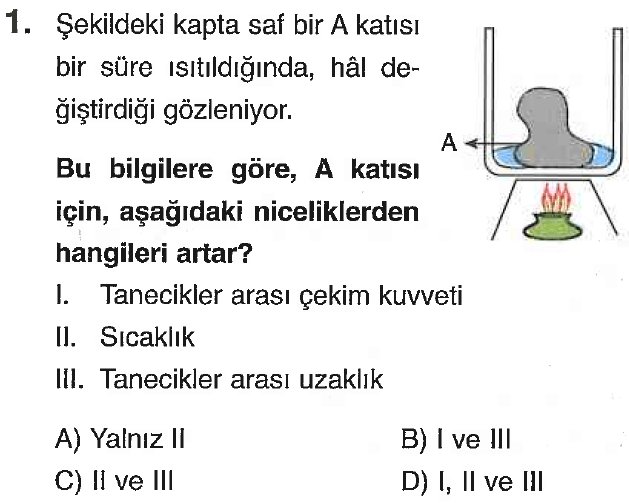 1. Şekildeki kapta saf bir A katısı
bir süre ısıtıldığında, hâl de-
ğiştirdiği gözleniyor.
A
Bu bilgilere göre, A katısı
için, aşağıdaki niceliklerden
hangileri artar?
I. Tanecikler arası çekim kuvveti
II. Sıcaklık
III. Tanecikler arası uzaklık
A) Yalnız II B) I ve III
C) II ve III D) I, II ve III